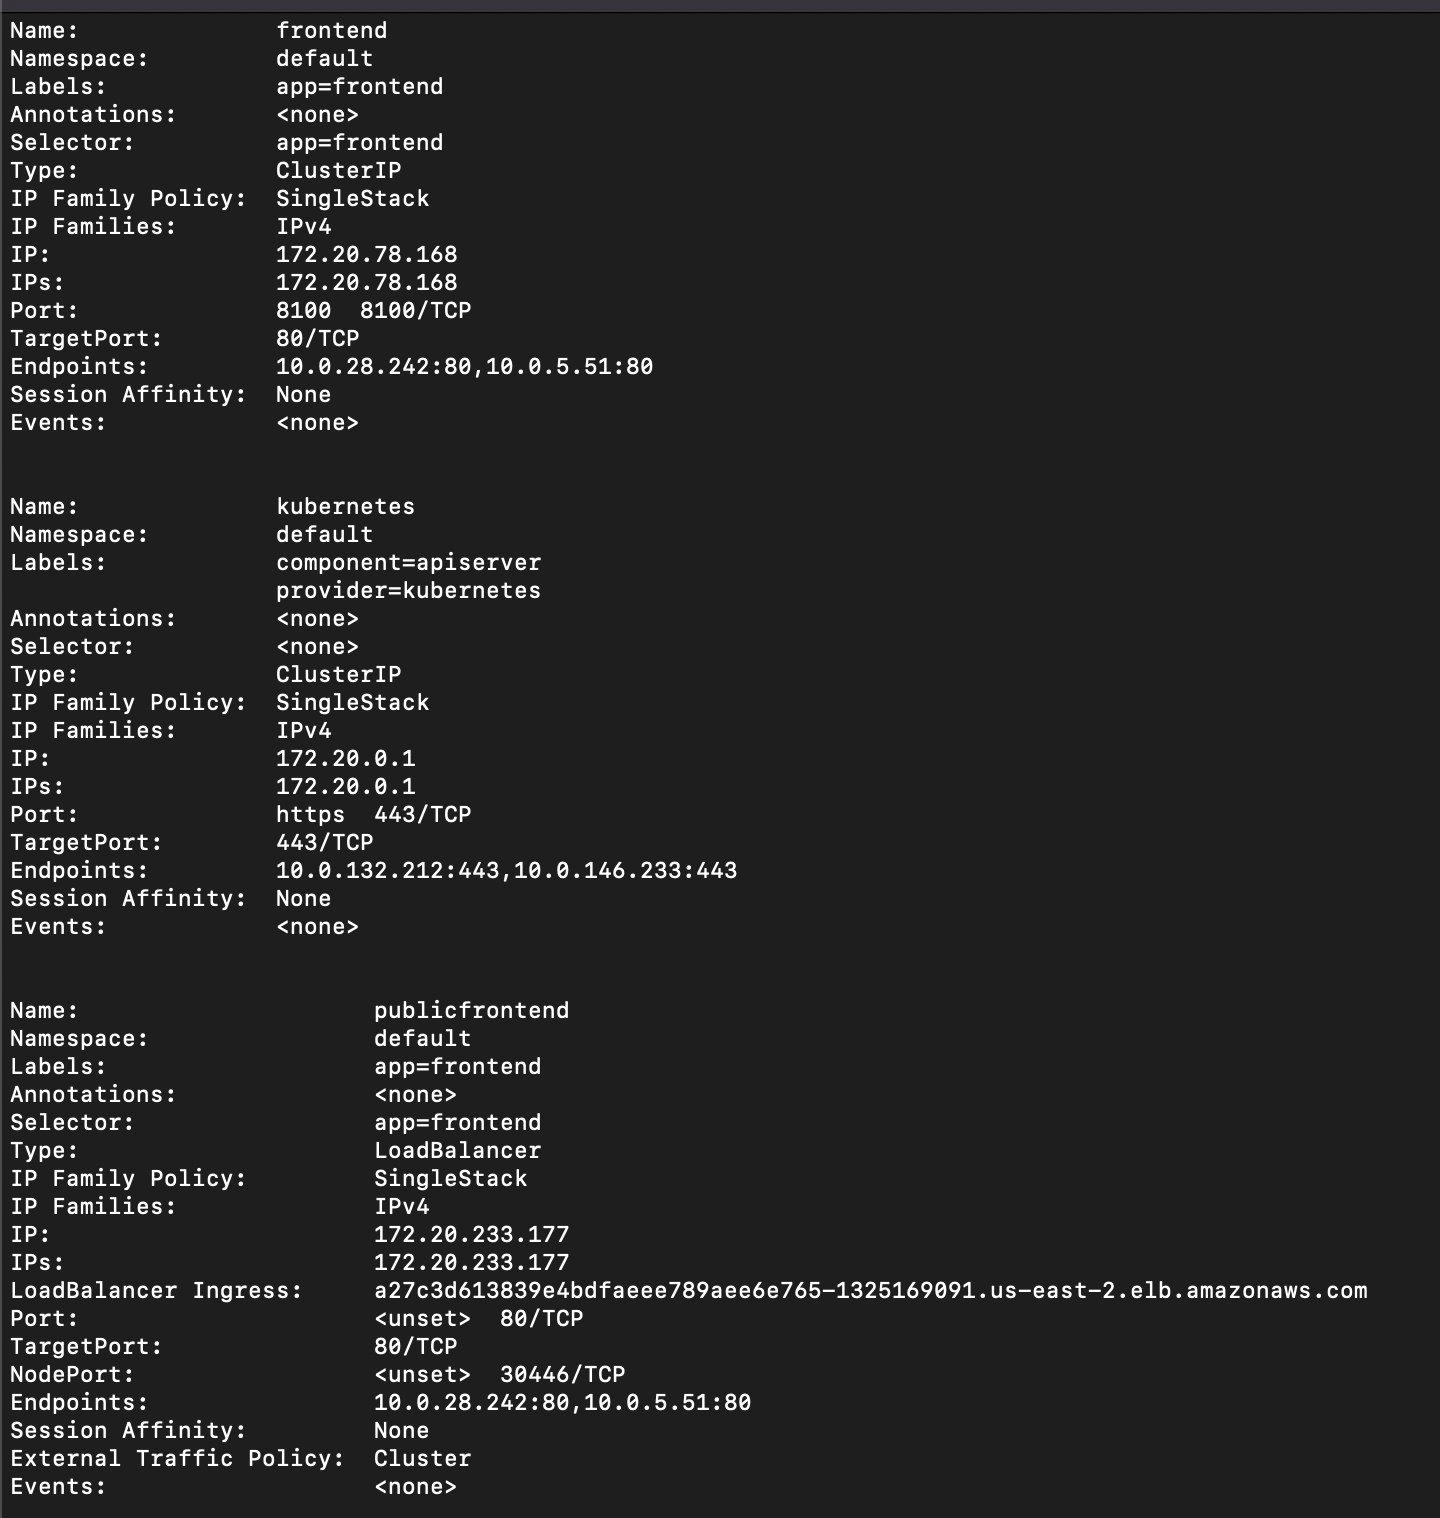 Name:              frontend
Namespace:         default
Labels:            app=frontend
Annotations:       <none>
Selector:          app=frontend
Type:              ClusterIP
IP Family Policy:  SingleStack
IP Families:       IPv4
IP:                172.20.78.168
IPs:               172.20.78.168
Port:              8100  8100/TCP
TargetPort:        80/TCP
Endpoints:         10.0.28.242:80,10.0.5.51:80
Session Affinity:  None
Events:            <none>
Name:              kubernetes
Namespace:         default
Labels:            component=apiserver
                   provider=kubernetes
Annotations:       <none>
Selector:          <none>
Type:              ClusterIP
IP Family Policy:  SingleStack
IP Families:       IPv4
IP:                172.20.0.1
IPs:               172.20.0.1
Port:              https  443/TCP
TargetPort:        443/TCP
Endpoints:         10.0.132.212:443,10.0.146.233:443
Session Affinity:  None
Events:            <none>
Name:                     publicfrontend
Namespace:                default
Labels:                   app=frontend
Annotations:              <none>
Selector:                 app=frontend
Type:                     LoadBalancer
IP Family Policy:         SingleStack
IP Families:              IPv4
IP:                       172.20.233.177
IPs:                      172.20.233.177
LoadBalancer Ingress:     a27c3d613839e4bdfaeee789aee6e765-1325169091.us-east-2.elb.amazonaws.com
Port:                     <unset>  80/TCP
TargetPort:               80/TCP
NodePort:                 <unset>  30446/TCP
Endpoints:                10.0.28.242:80,10.0.5.51:80
Session Affinity:         None
External Traffic Policy:  Cluster
Events:                   <none>